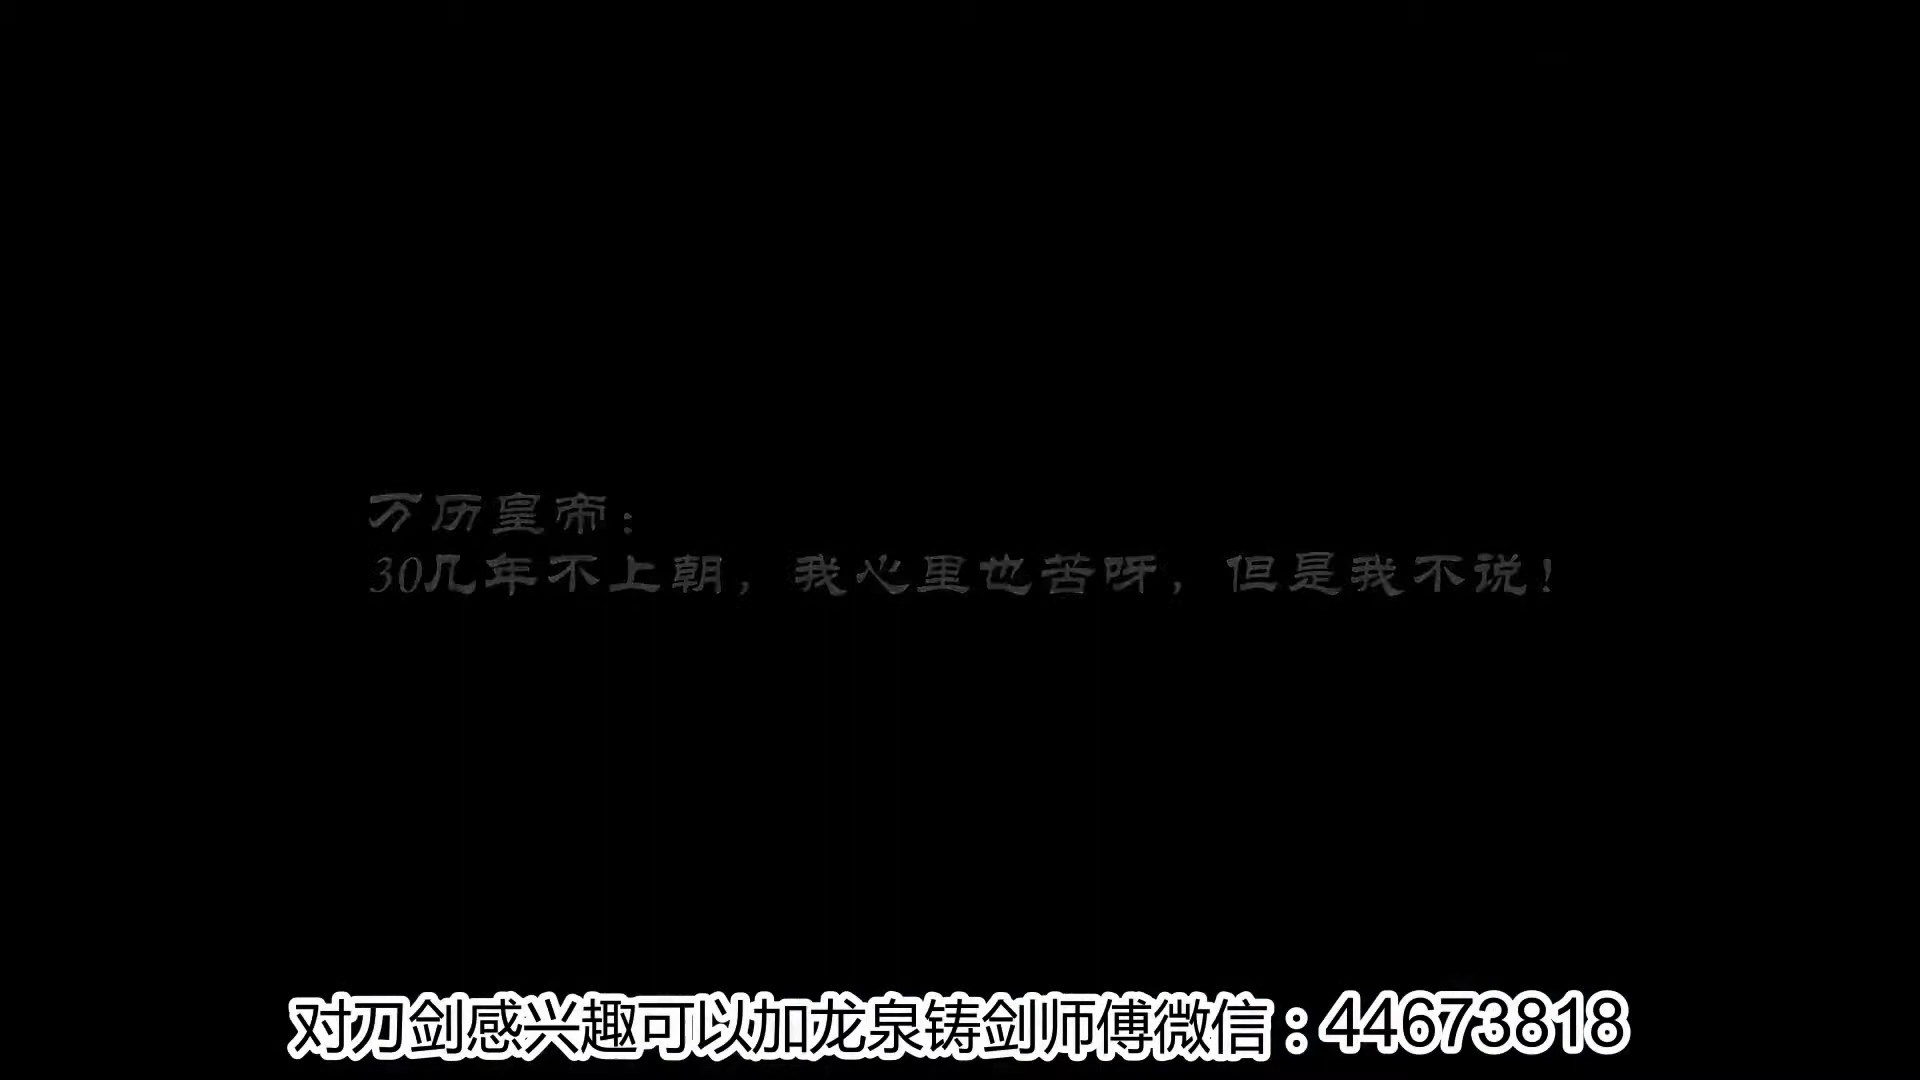 万历皇帝：
30几年不上朝，我心里也苦呀，但是我不说！
对刀剑感兴趣可以加龙泉铸剑师傅微信：44673818